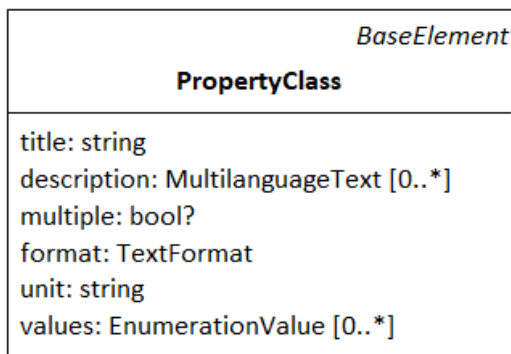 BaseElement
PropertyClass
title: string
description: MultilanguageText [0..*]
multiple: bool?
format: TextFormat
unit: string
values: EnumerationValue [0..*]